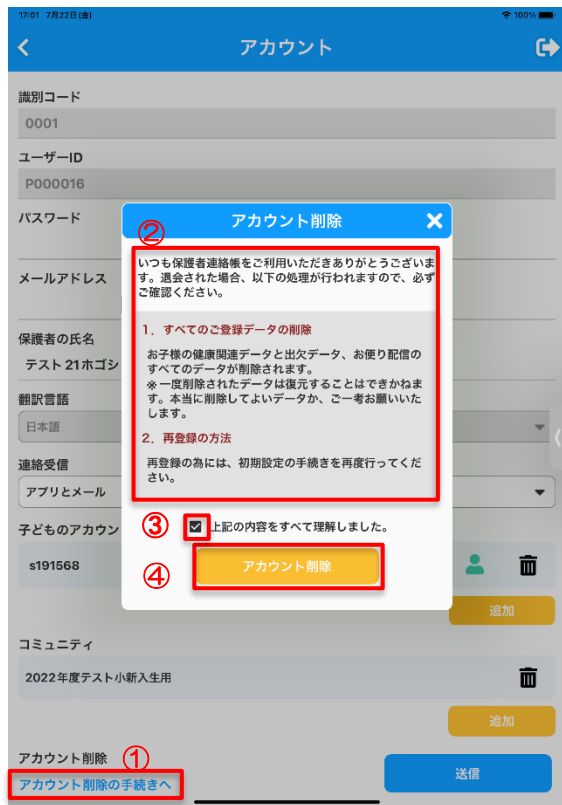 17:01 7月22日(金)
100%
アカウント
識別コード
0001
ユーザーID
P000016
パスワード
②
アカウント削除
メールアドレス
いつも保護者連絡帳をご利用いただきありがとうございま
す。退会された場合、以下の処理が行われますので、必ず
ご確認ください。
保護者の氏名
テスト 21ホゴシ
1．すべてのご登録データの削除
お子様の健康関連データと出欠データ、お便り配信の
すべてのデータが削除されます。
※一度削除されたデータは復元することはできかねま
す。本当に削除してよいデータか、ご一考お願いいた
します。
翻訳言語
日本語
2．再登録の方法
再登録の為には、初期設定の手続きを再度行ってくだ
さい。
連絡受信
アプリとメール
子どものアカウン
③
上記の内容をすべて理解しました。
s191568
④
アカウント削除
追加
コミュニティ
2022年度テスト小新入生用
追加
アカウント削除
①
アカウント削除の手続きへ
送信